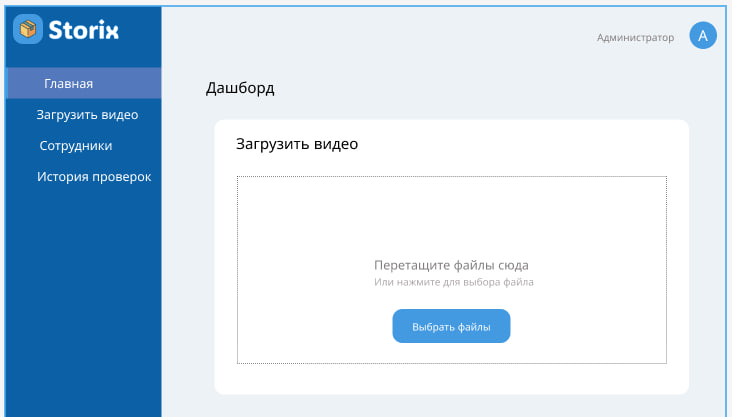 Storix
Администратор
A
Главная
Загрузить видео
Сотрудники
История проверок
Дашборд
Загрузить видео
Перетащите файлы сюда
Или нажмите для выбора файла
Выбрать файлы